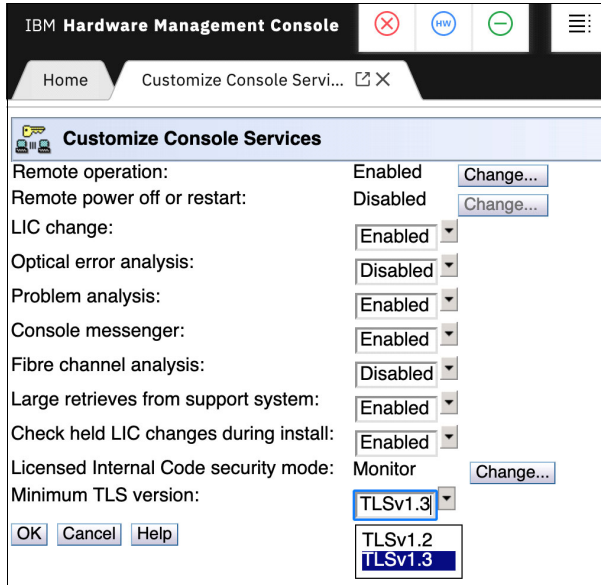 IBM Hardware Management Console HW
Home Customize Console Servi...
Customize Console Services
Remote operation: Enabled Change...
Remote power off or restart: Disabled Change...
LIC change: Enabled
Optical error analysis: Disabled
Problem analysis: Enabled
Console messenger: Enabled
Fibre channel analysis: Disabled
Large retrieves from support system: Enabled
Check held LIC changes during install: Enabled
Licensed Internal Code security mode: Monitor Change...
Minimum TLS version: TLSv1.3
OK Cancel Help
TLSv1.2
TLSv1.3